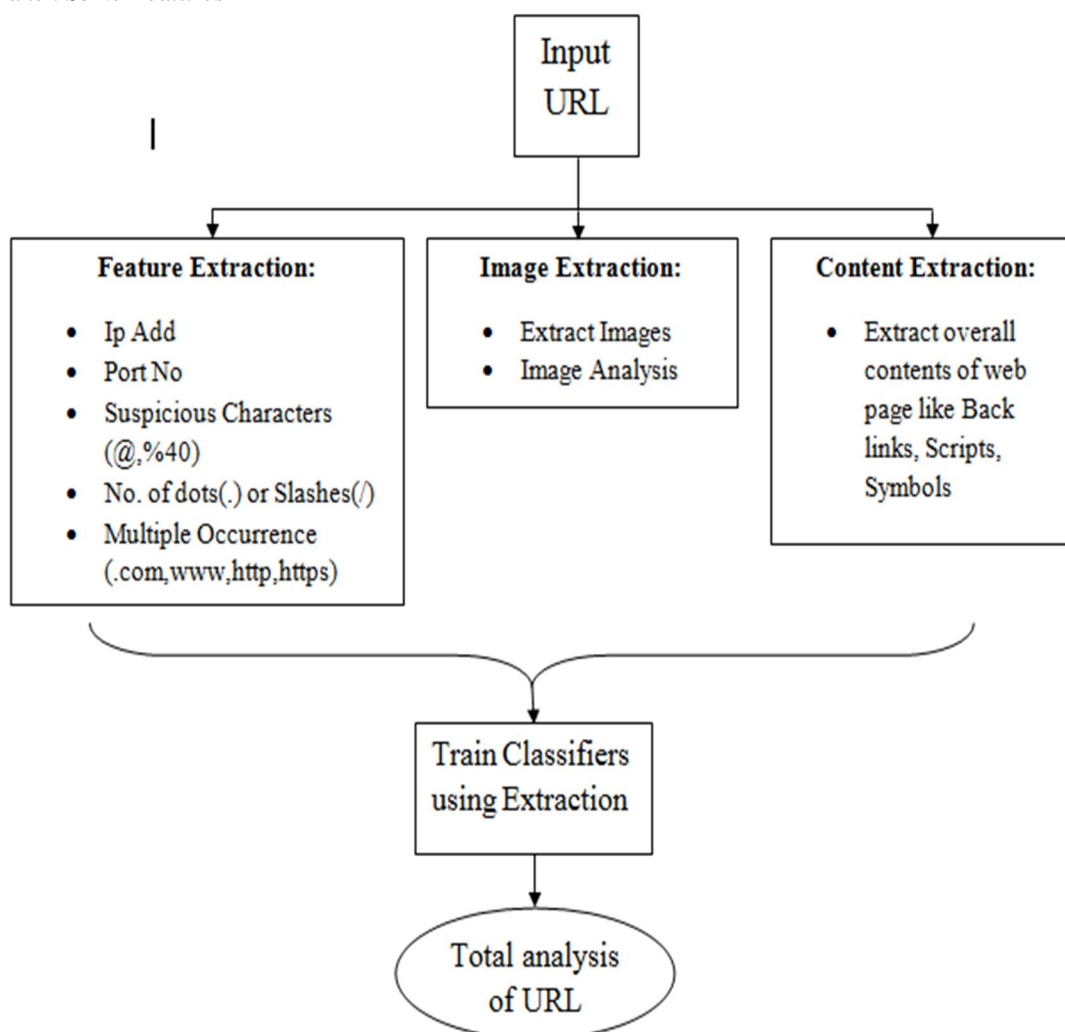 Input
URL
Feature Extraction:
• Ip Add
• Port No
• Suspicious Characters
(@,%40)
• No. of dots(.) or Slashes(/)
• Multiple Occurrence
(.com,www,http,https)
Image Extraction:
• Extract Images
• Image Analysis
Content Extraction:
• Extract overall
contents of web
page like Back
links, Scripts,
Symbols
Train Classifiers
using Extraction
Total analysis
of URL